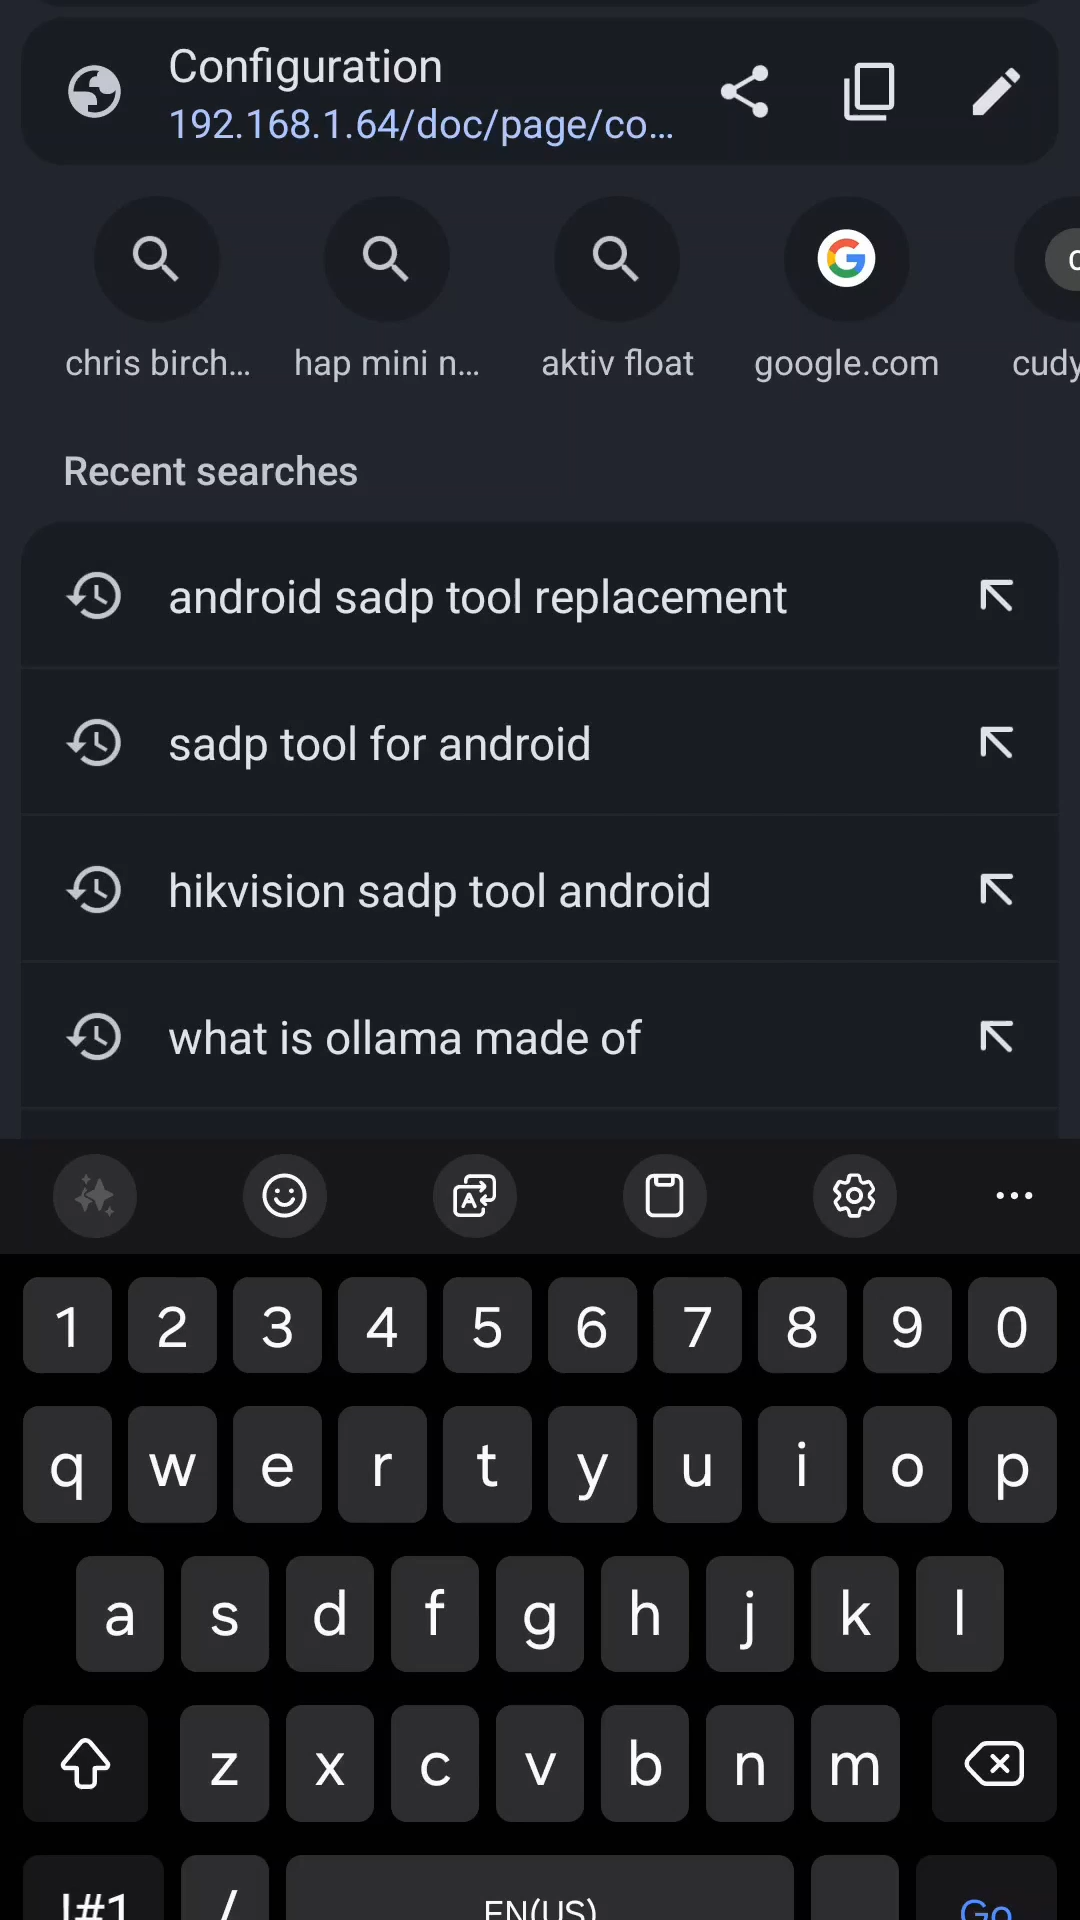 Configuration
192.168.1.64/doc/page/co...
chris birch... hap mini n... aktiv float google.com cudy
Recent searches
android sadp tool replacement
sadp tool for android
hikvision sadp tool android
what is ollama made of
1 2 3 4 5 6 7 8 9 0
q w e r t y u i o p
a s d f g h j k l
z x c v b n m
!#1 / EN(US) Go